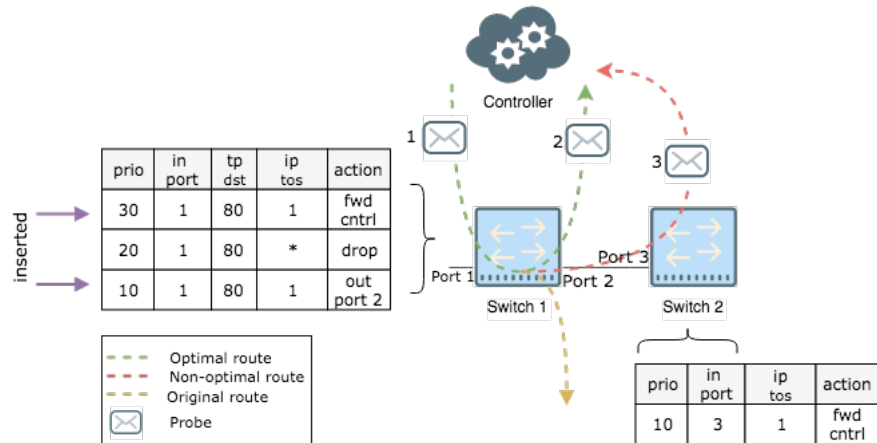 Controller
1
2
3
prio in port tp dst ip tos action
30 1 80 1 fwd cntrl
20 1 80 * drop
10 1 80 1 out port 2
inserted
Port 1
Port 2
Port 3
Switch 1
Switch 2
Optimal route
Non-optimal route
Original route
Probe
prio in port ip tos action
10 3 1 fwd cntrl